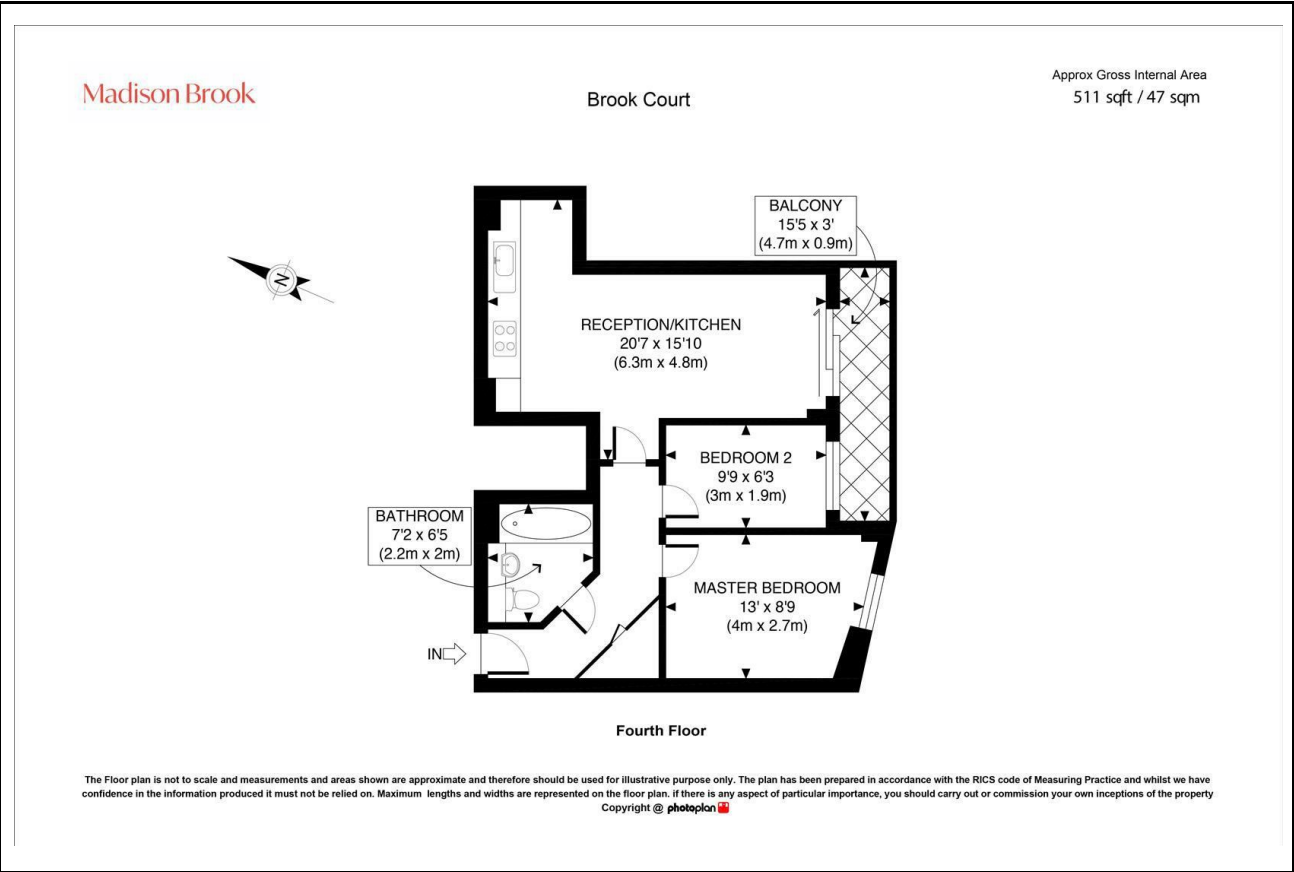 Madison Brook
Brook Court
Approx Gross Internal Area
511 sqft / 47 sqm
BALCONY
15'5 x 3'
(4.7m x 0.9m)
N
RECEPTION/KITCHEN
20'7 x 15'10
(6.3m x 4.8m)
BEDROOM 2
9'9 x 6'3
(3m x 1.9m)
BATHROOM
7'2 x 6'5
(2.2m x 2m)
MASTER BEDROOM
13' x 8'9
(4m x 2.7m)
IN
Fourth Floor
The Floor plan is not to scale and measurements and areas shown are approximate and therefore should be used for illustrative purpose only. The plan has been prepared in accordance with the RICS code of Measuring Practice and whilst we have
confidence in the information produced it must not be relied on. Maximum lengths and widths are represented on the floor plan. if there is any aspect of particular importance, you should carry out or commission your own inceptions of the property
Copyright @ photoplan